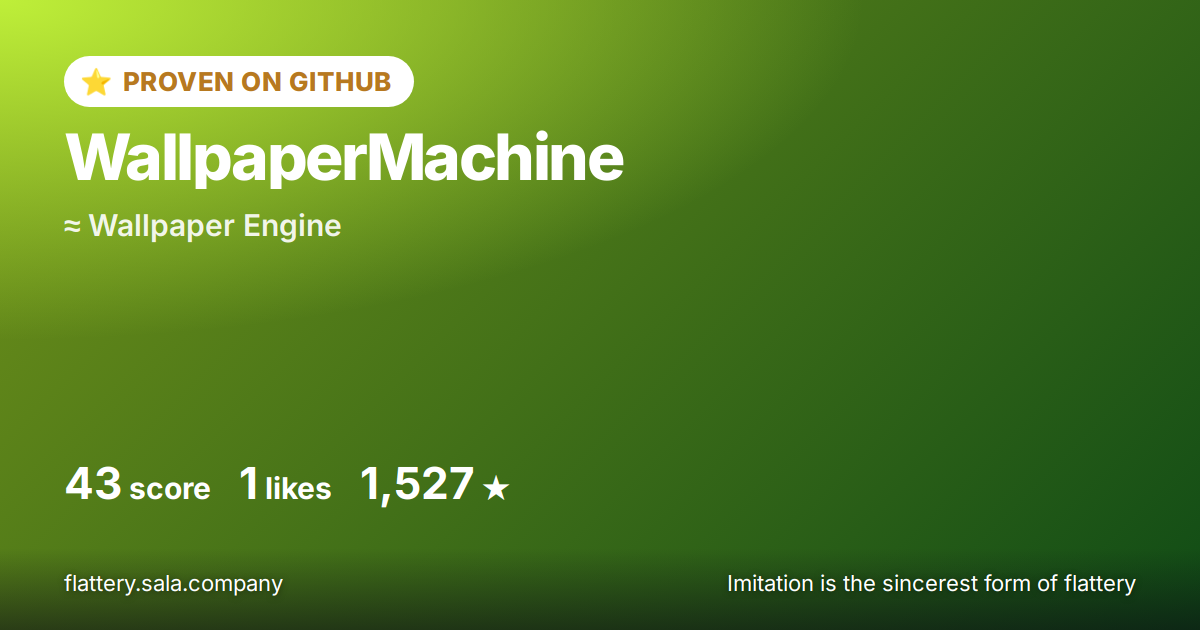 ⭐ PROVEN ON GITHUB
WallpaperMachine
≈ Wallpaper Engine
43 score 1 likes 1,527 ★
flattery.sala.company
Imitation is the sincerest form of flattery